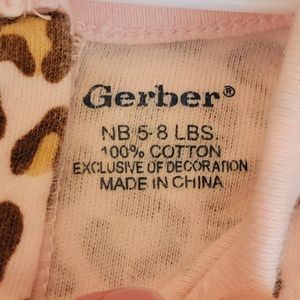 Gerber®
NB 5-8 LBS.
100% COTTON
EXCLUSIVE OF DECORATION
MADE IN CHINA